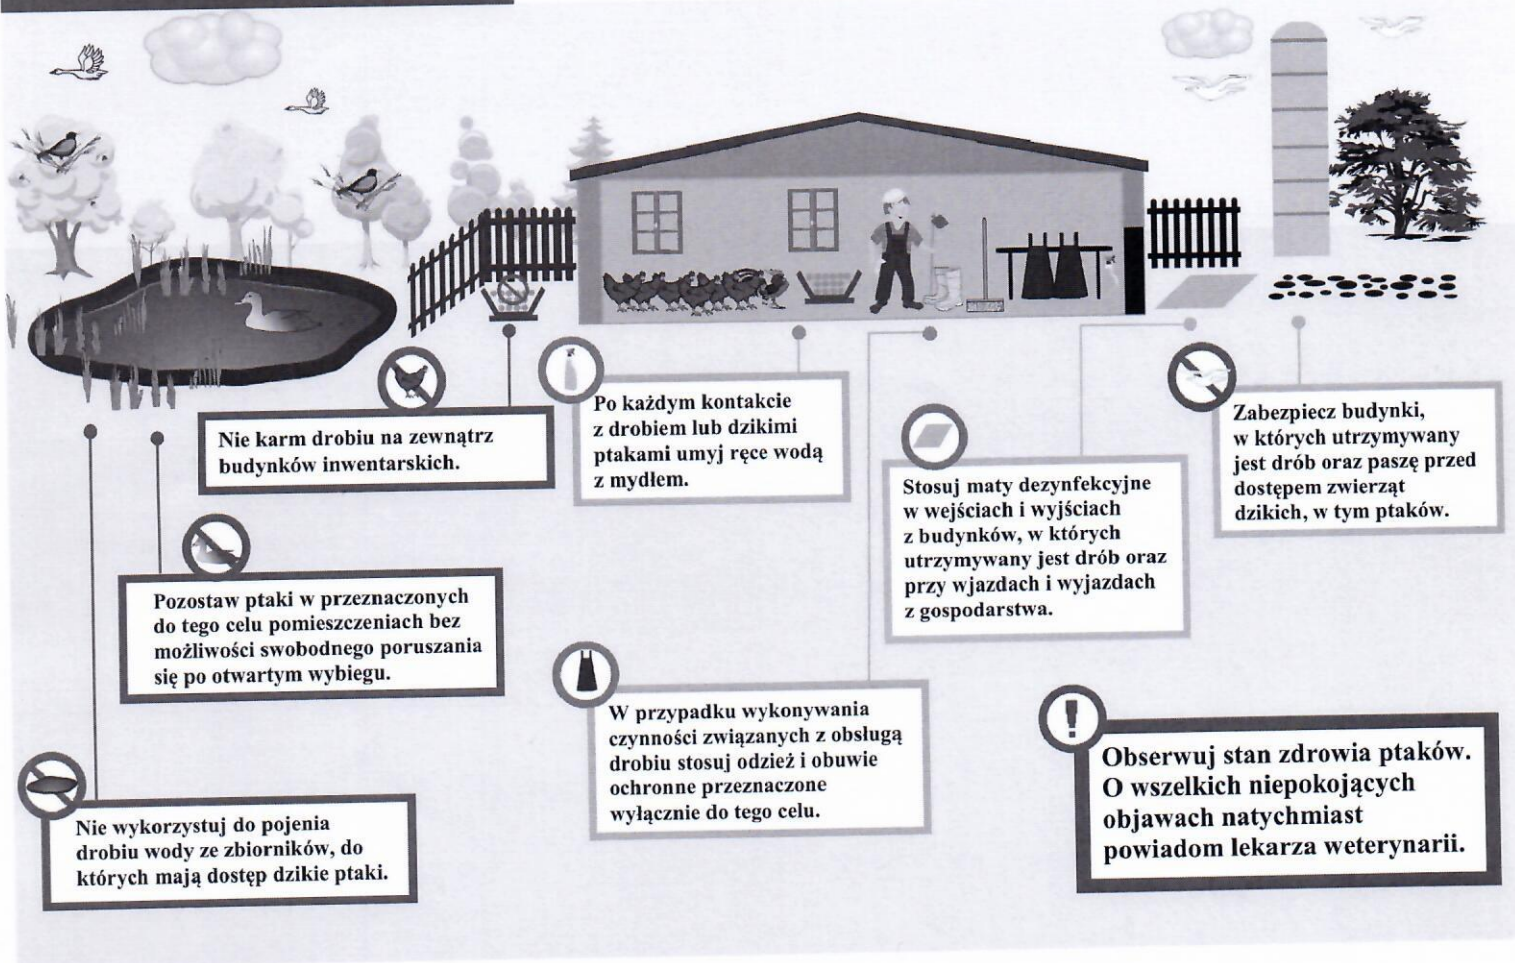 Nie karm drobiu na zewnątrz
budynków inwentarskich.
Po każdym kontakcie
z drobiem lub dzikimi
ptakami umyj ręce wodą
z mydłem.
Zabezpiecz budynki,
w których utrzymywany
jest drób oraz paszę przed
dostępem zwierząt
dzikich, w tym ptaków.
Stosuj maty dezynfekcyjne
w wejściach i wyjściach
z budynków, w których
utrzymywany jest drób oraz
przy wjazdach i wyjazdach
z gospodarstwa.
Pozostaw ptaki w przeznaczonych
do tego celu pomieszczeniach bez
możliwości swobodnego poruszania
się po otwartym wybiegu.
W przypadku wykonywania
czynności związanych z obsługą
drobiu stosuj odzież i obuwie
ochronne przeznaczone
wyłącznie do tego celu.
Obserwuj stan zdrowia ptaków.
O wszelkich niepokojących
objawach natychmiast
powiadom lekarza weterynarii.
Nie wykorzystuj do pojenia
drobiu wody ze zbiorników, do
których mają dostęp dzikie ptaki.